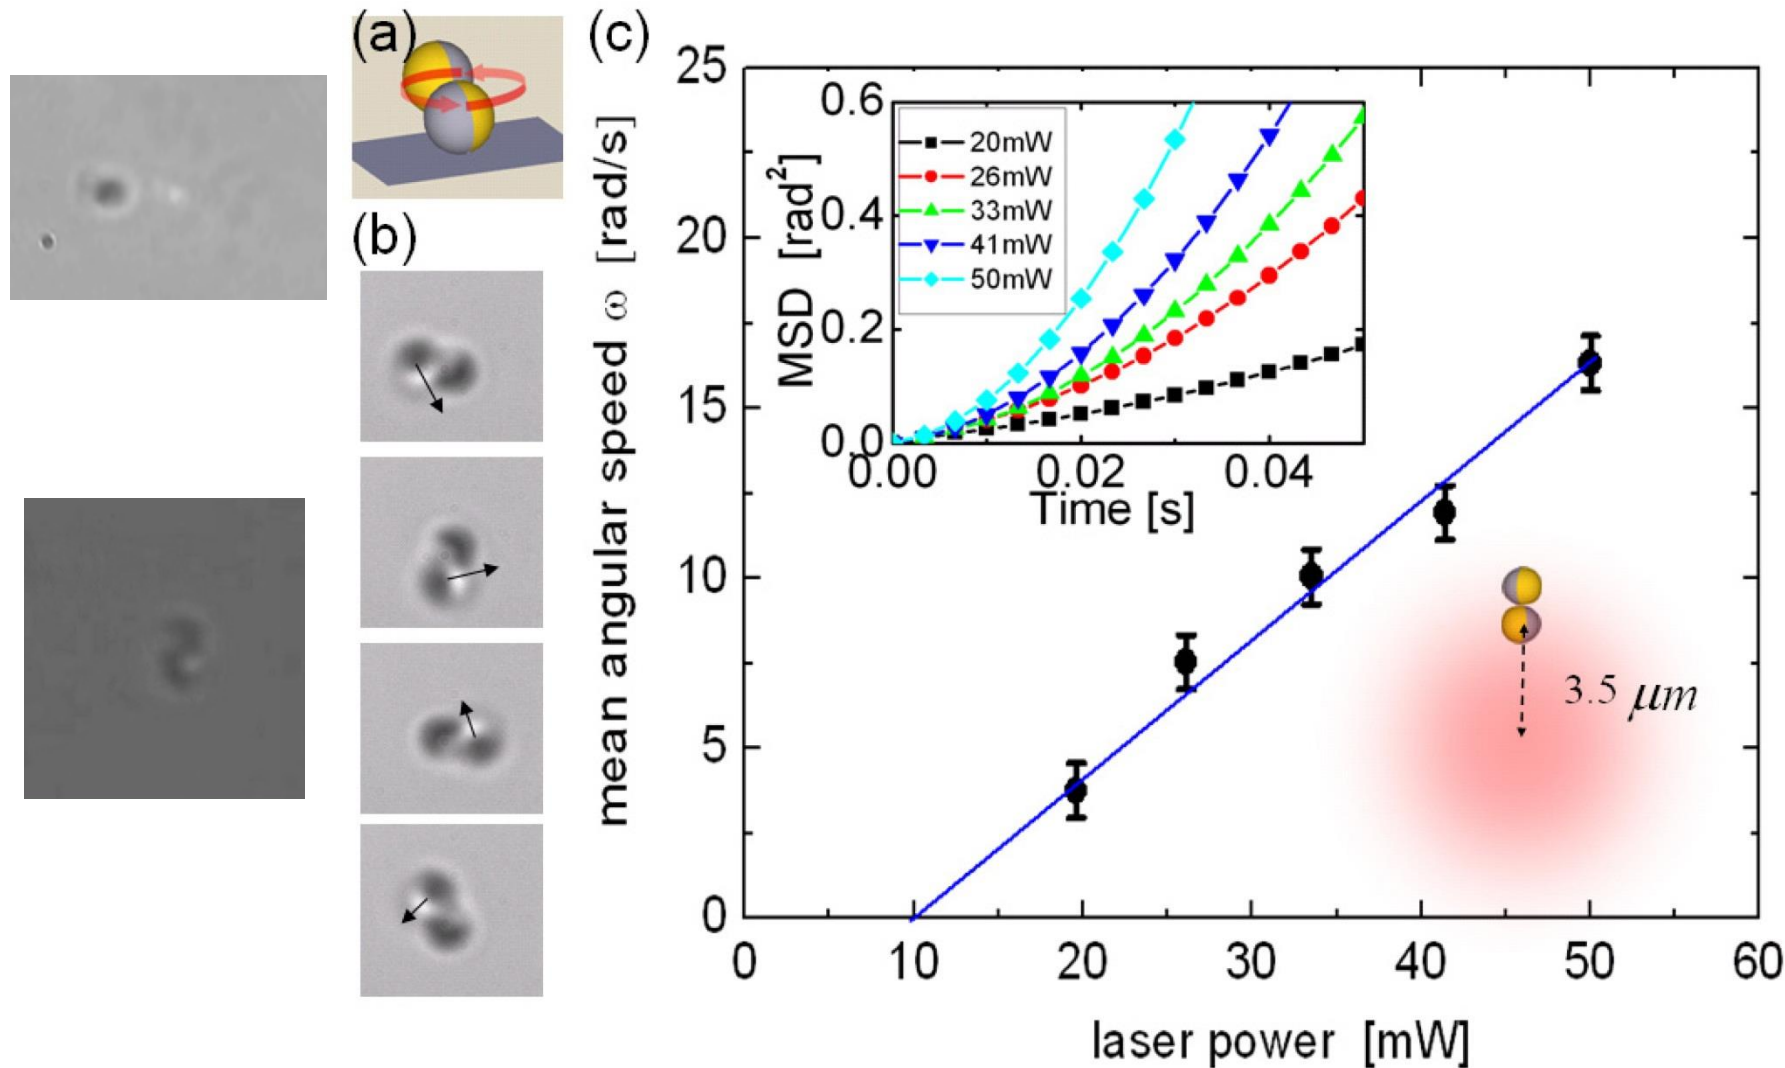 (a)
(b)
(c)
mean angular speed ω [rad/s]
25
20
15
10
5
0
0
10
20
30
40
50
60
laser power [mW]
MSD [rad²]
0.6
0.4
0.2
0.0
0.00
0.02
0.04
Time [s]
20mW
26mW
33mW
41mW
50mW
3.5 μm